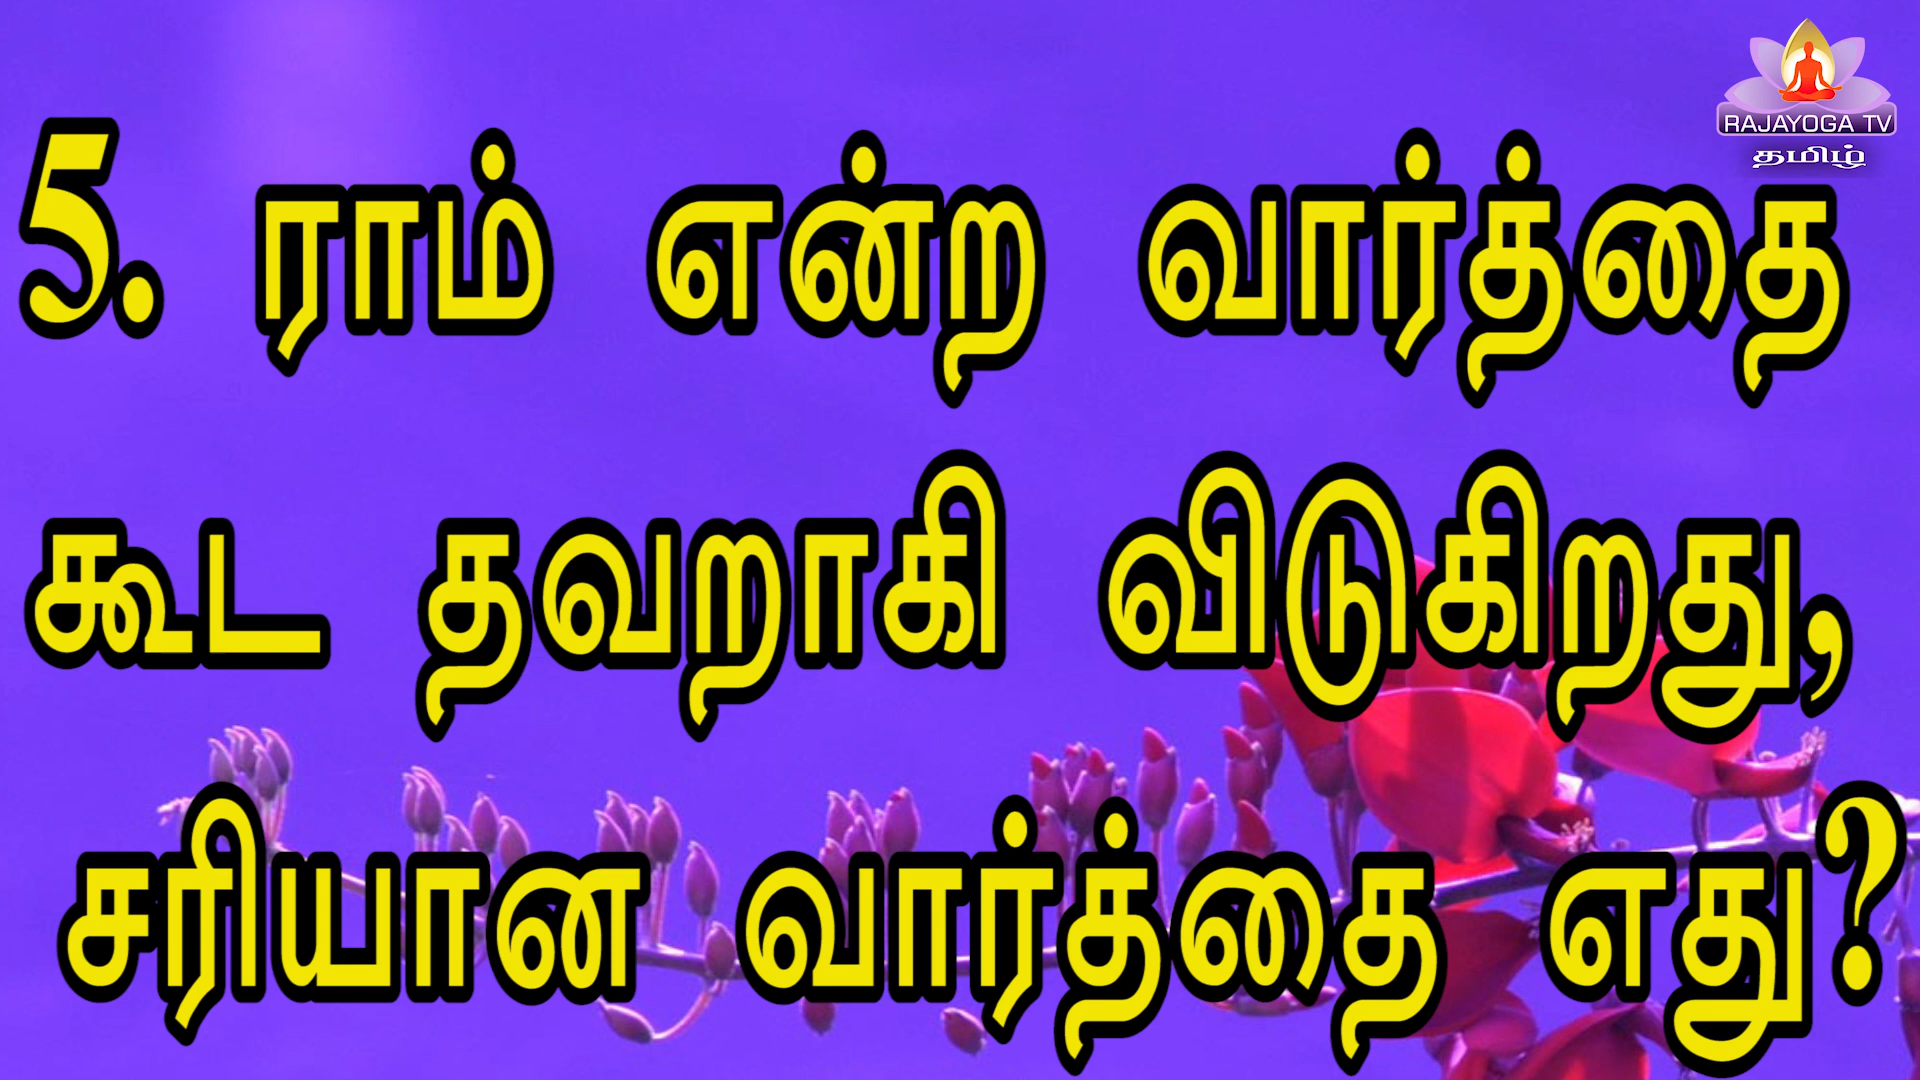 RAJAYOGA TV
தமிழ்
5. ராம் என்ற வார்த்தை
கூட தவறாகி விடுகிறது,
சரியான வார்த்தை எது?